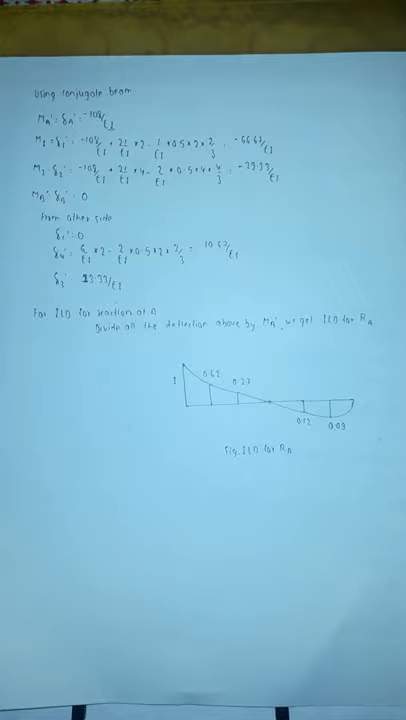 Using conjugate beam
MA' = δA' = -108/EI
M1 = δ1' = -108/EI + 21/EI × 2 - 1/EI × 0.5 × 2 × 2/3 = -66.67/EI
M2 = δ2' = -108/EI + 21/EI × 4 - 2/EI × 0.5 × 4 × 4/3 = -29.33/EI
MB' = δB' = 0
From other side
δc' = 0
δ4' = 6/EI × 2 - 2/EI × 0.5 × 2 × 2/3 = 10.67/EI
δ3' = 13.33/EI
For ILD for reaction at A
Divide all the deflection above by MA', we get ILD for RA
1
0.62
0.27
0.12
0.09
Fig. ILD for RA